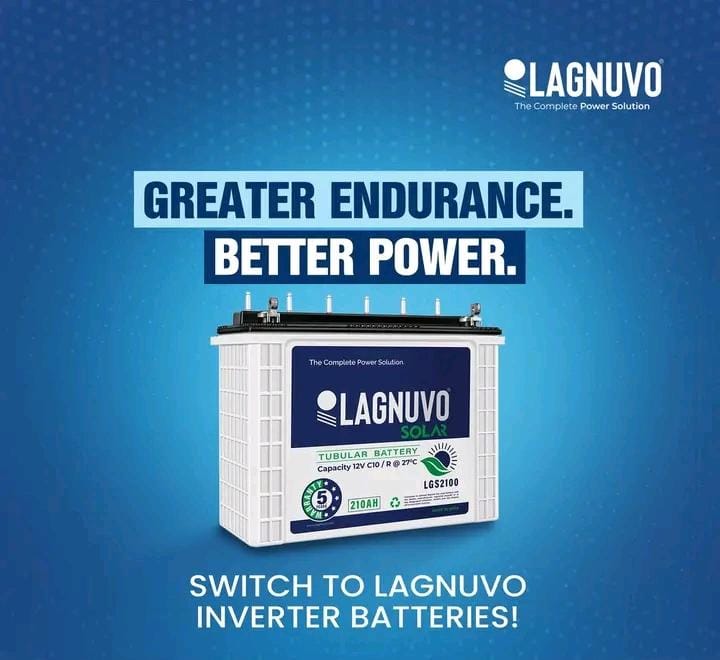 LAGNUVO
The Complete Power Solution
GREATER ENDURANCE.
BETTER POWER.
The Complete Power Solution
LAGNUVO
SOLAR
TUBULAR BATTERY
Capacity 12V C10 / R @ 27°C
LGS2100
WARRANTY
5
YEARS
210AH
SWITCH TO LAGNUVO
INVERTER BATTERIES!